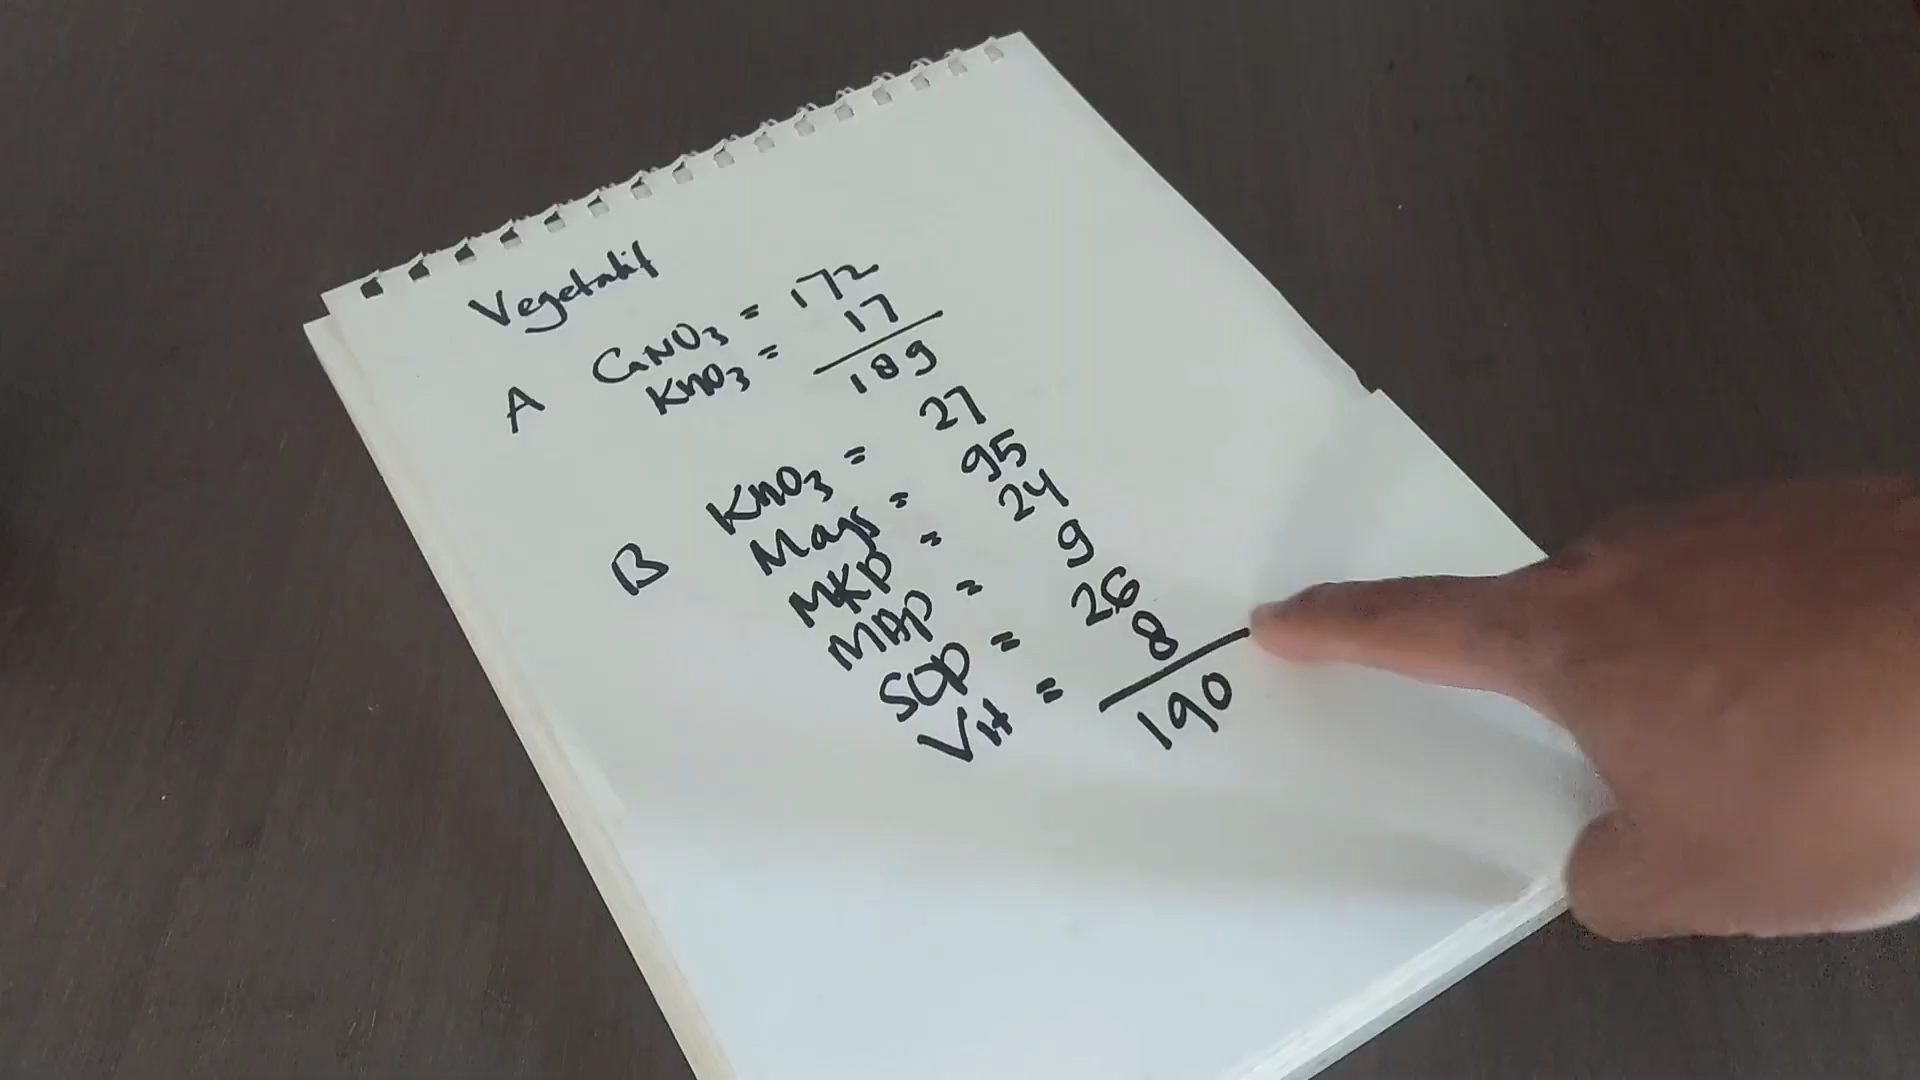 Vegetatif
A CaNO3 = 172
KNO3 = 17
189
B KNO3 = 27
Mags = 95
MKP = 24
MAP = 9
SOP = 26
VH = 8
190